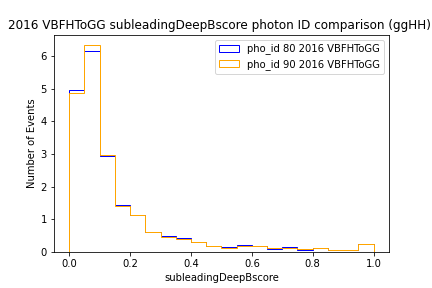 2016 VBFHToGG subleadingDeepBscore photon ID comparison (ggHH)
pho_id 80 2016 VBFHToGG
pho_id 90 2016 VBFHToGG
Number of Events
6
5
4
3
2
1
0
0.0 0.2 0.4 0.6 0.8 1.0
subleadingDeepBscore